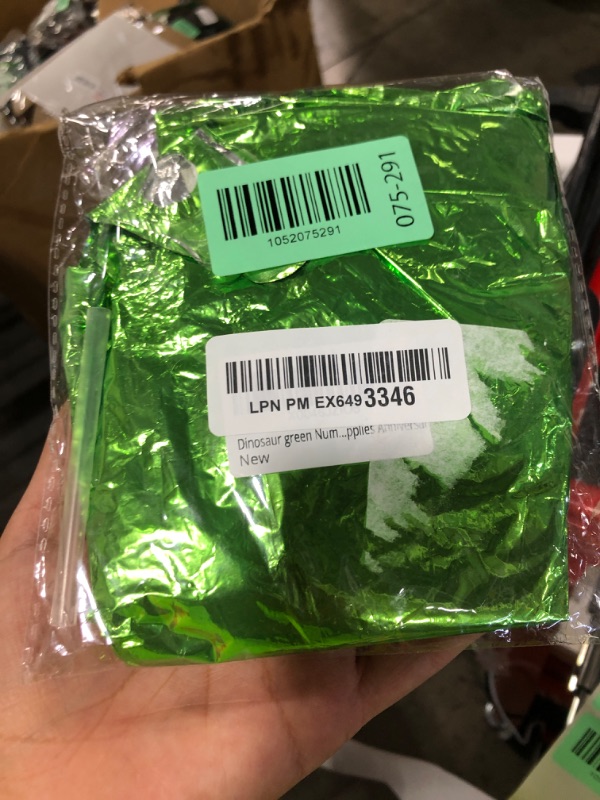 1052075291
075-291
LPN PM EX6493346
Dinosaur green Num...pplies
New